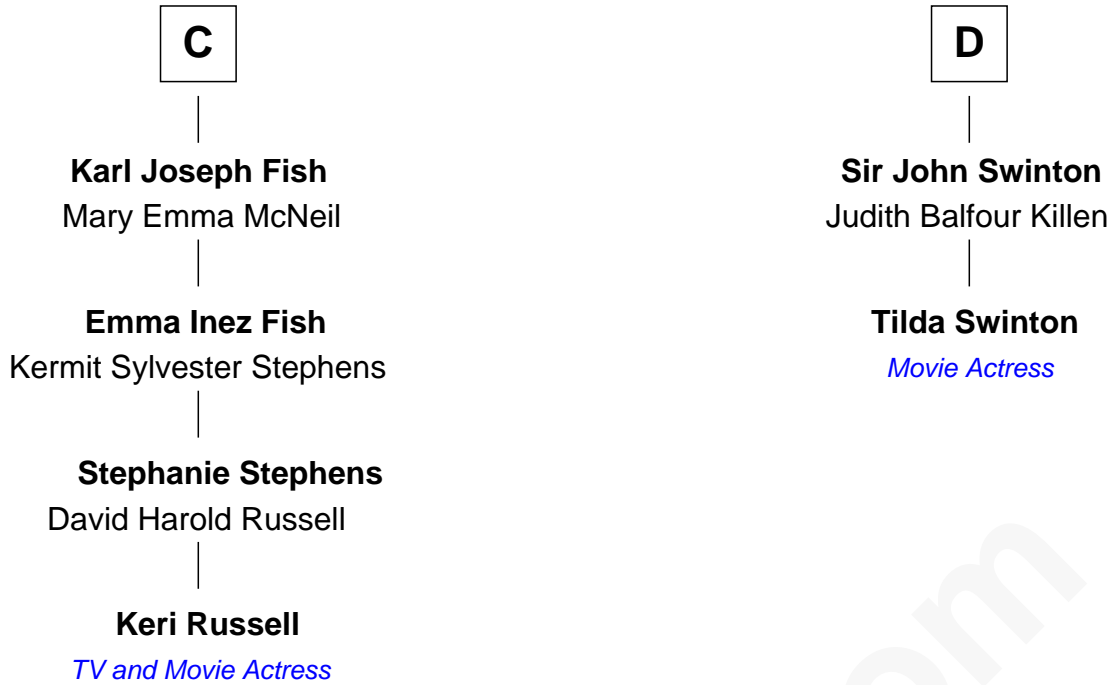 C
Karl Joseph Fish
Mary Emma McNeil
Emma Inez Fish
Kermit Sylvester Stephens
Stephanie Stephens
David Harold Russell
Keri Russell
TV and Movie Actress
D
Sir John Swinton
Judith Balfour Killen
Tilda Swinton
Movie Actress
om